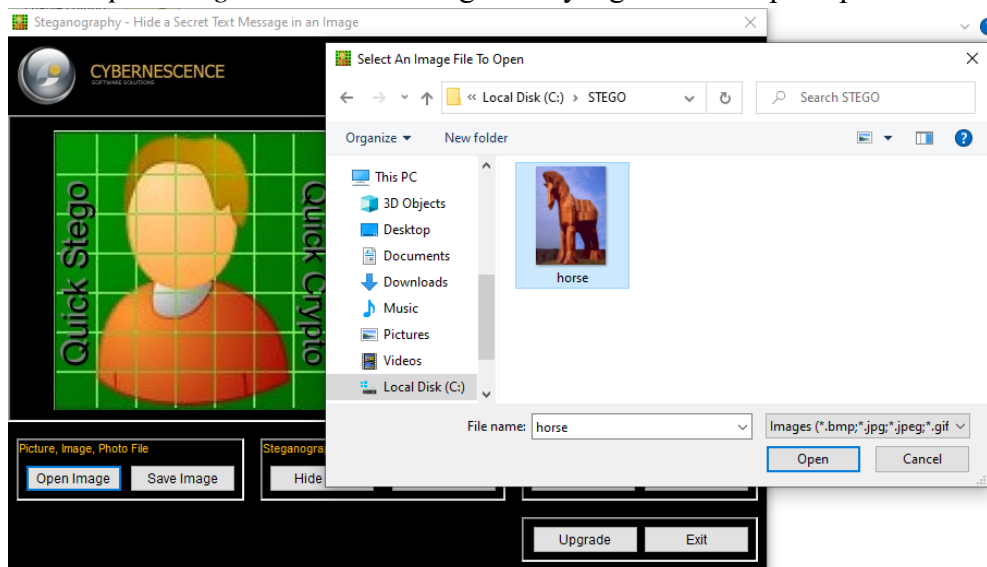 Steganography - Hide a Secret Text Message in an Image
CYBERNESCENCE
SOFTWARE SOLUTIONS
Quick Stego
Quick Crypto
Picture, Image, Photo File
Open Image
Save Image
Steganogra
Hide
Upgrade
Exit
Select An Image File To Open
« Local Disk (C:) › STEGO
Search STEGO
Organize
New folder
This PC
3D Objects
Desktop
Documents
Downloads
Music
Pictures
Videos
Local Disk (C:)
horse
File name: horse
Images (*.bmp;*.jpg;*.jpeg;*.gif
Open
Cancel